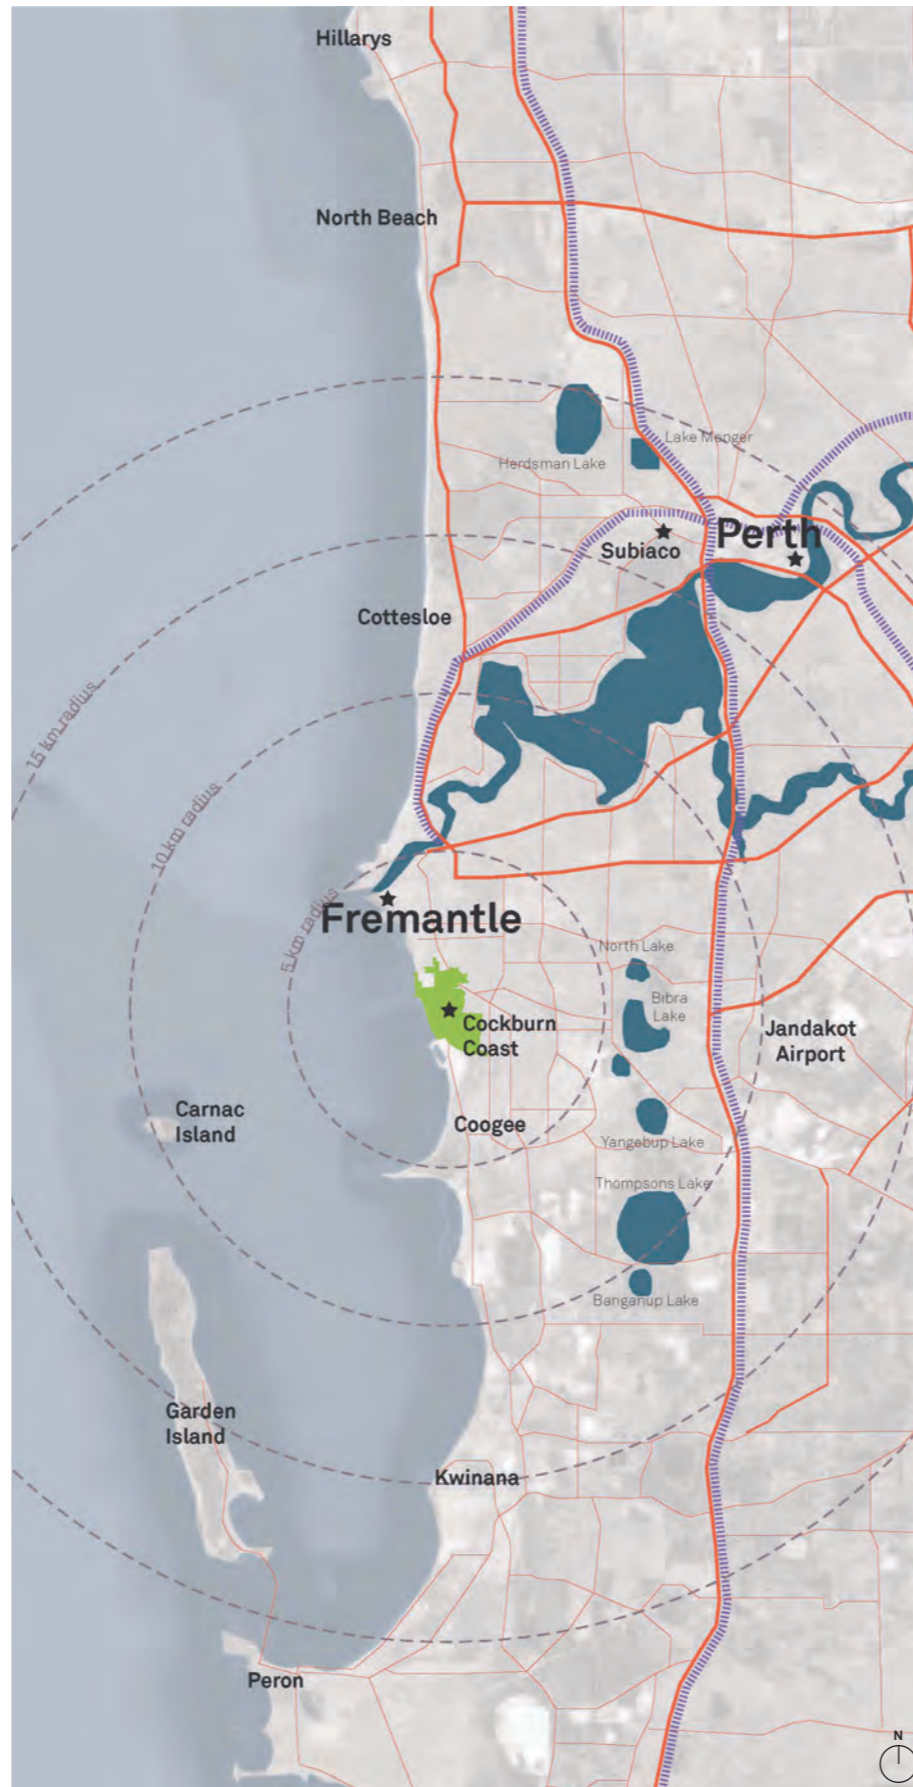 Hillarys
North Beach
Lake Monger
Herdsman Lake
Perth
Subiaco
Cottesloe
15 km radius
10 km radius
5 km radius
Fremantle
North Lake
Bibra
Lake
Cockburn
Coast
Jandakot
Airport
Carnac
Island
Coogee
Yangebup Lake
Thompsons Lake
Banganup Lake
Garden
Island
Kwinana
Peron
N